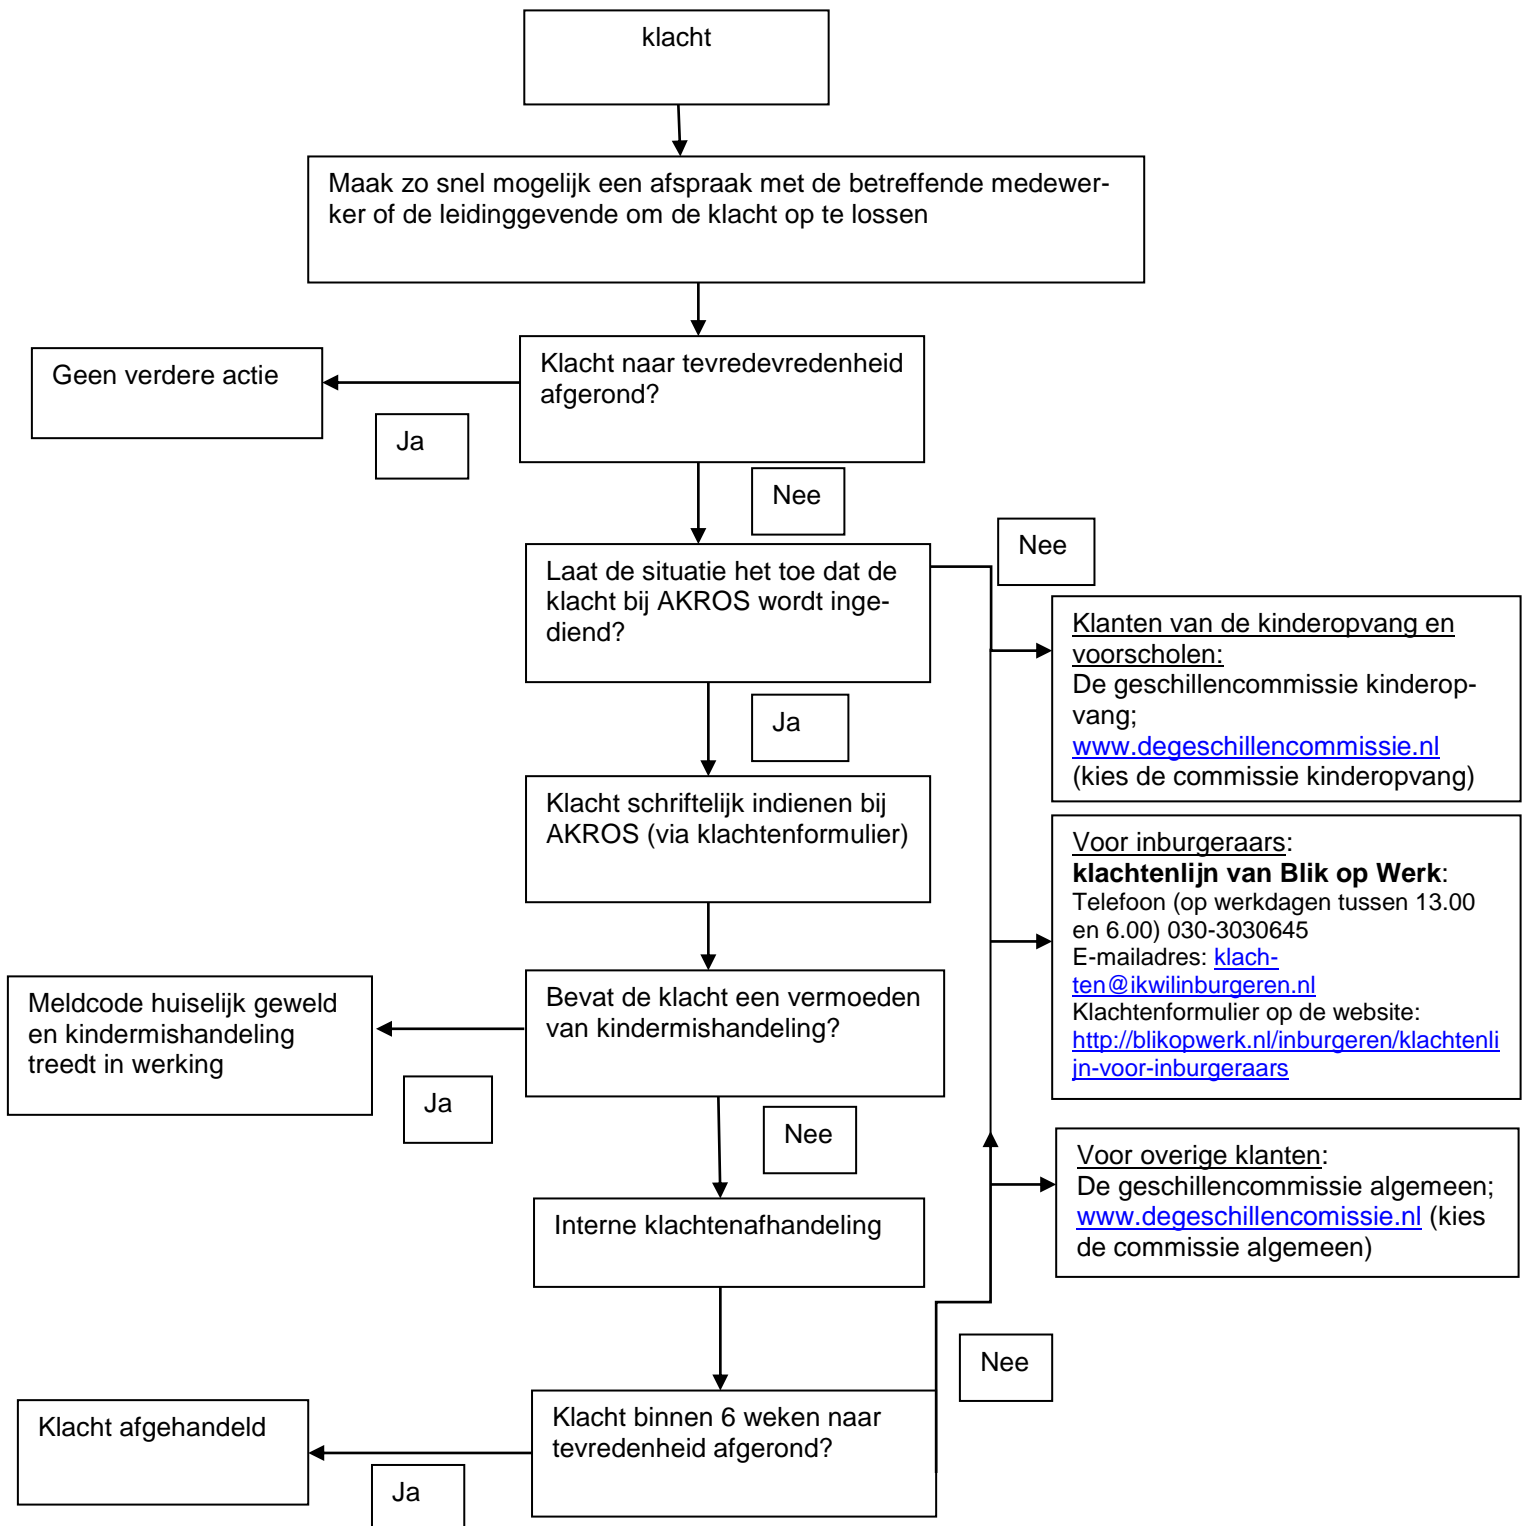 klacht
Maak zo snel mogelijk een afspraak met de betreffende medewer-
ker of de leidinggevende om de klacht op te lossen
Klacht naar tevredevredenheid
afgerond?
Geen verdere actie
Ja
Nee
Laat de situatie het toe dat de
klacht bij AKROS wordt inge-
diend?
Nee
Klanten van de kinderopvang en
voorscholen:
De geschillencommissie kinderop-
vang;
www.degeschillencommissie.nl
(kies de commissie kinderopvang)
Ja
Klacht schriftelijk indienen bij
AKROS (via klachtenformulier)
Voor inburgeraars:
klachtenlijn van Blik op Werk:
Telefoon (op werkdagen tussen 13.00
en 6.00) 030-3030645
E-mailadres: klach-
ten@ikwilinburgeren.nl
Klachtenformulier op de website:
http://blikopwerk.nl/inburgeren/klachtenli
jn-voor-inburgeraars
Bevat de klacht een vermoeden
van kindermishandeling?
Meldcode huiselijk geweld
en kindermishandeling
treedt in werking
Ja
Nee
Voor overige klanten:
De geschillencommissie algemeen;
www.degeschillencomissie.nl (kies
de commissie algemeen)
Interne klachtenafhandeling
Nee
Klacht binnen 6 weken naar
tevredenheid afgerond?
Klacht afgehandeld
Ja